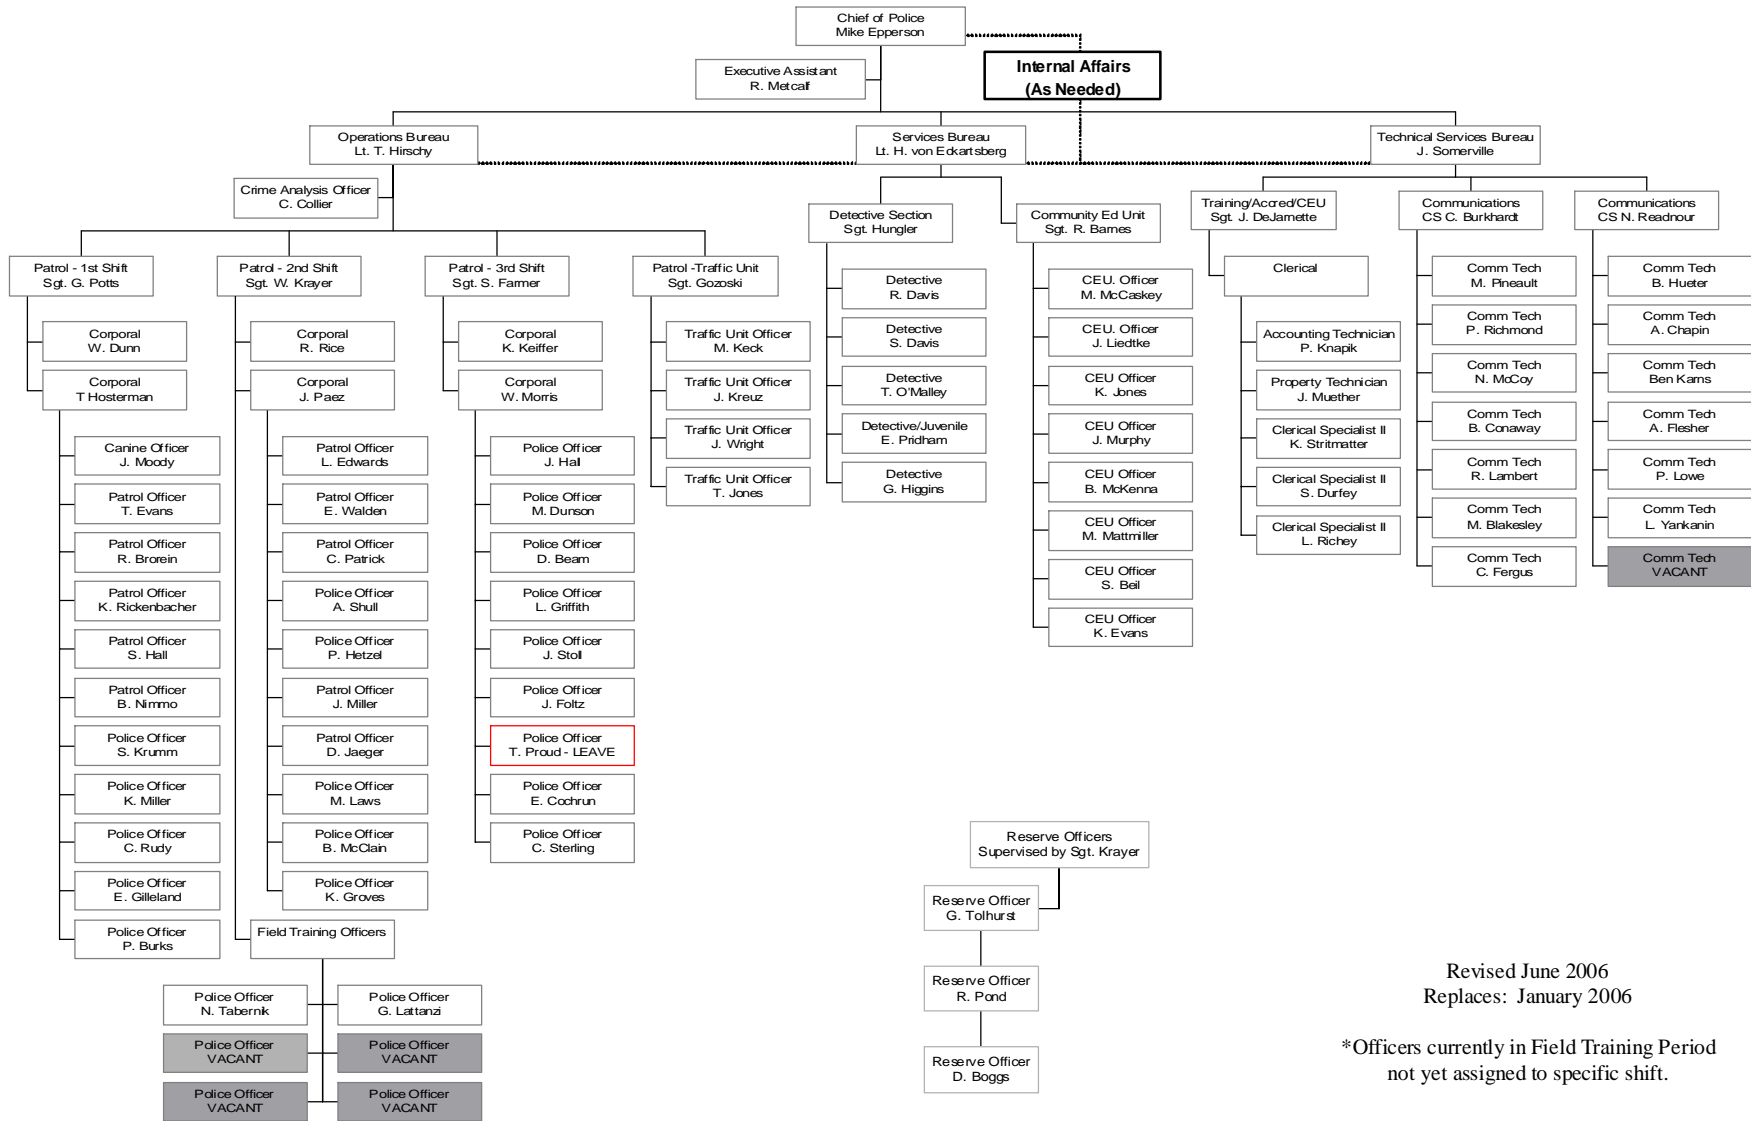 Chief of Police
Mike Epperson
Executive Assistant
R. Metcalf
Internal Affairs
(As Needed)
Operations Bureau
Lt. T. Hirschy
Services Bureau
Lt. H. von Eckartsberg
Technical Services Bureau
J. Somerville
Crime Analysis Officer
C. Collier
Patrol - 1st Shift
Sgt. G. Potts
Corporal
W. Dunn
Corporal
T Hosterman
Canine Officer
J. Moody
Patrol Officer
T. Evans
Patrol Officer
R. Brorein
Patrol Officer
K. Rickenbacher
Patrol Officer
S. Hall
Patrol Officer
B. Nimmo
Police Officer
S. Krumm
Police Officer
K. Miller
Police Officer
C. Rudy
Police Officer
E. Gilleland
Police Officer
P. Burks
Patrol - 2nd Shift
Sgt. W. Krayer
Corporal
R. Rice
Corporal
J. Paez
Patrol Officer
L. Edwards
Patrol Officer
E. Walden
Patrol Officer
C. Patrick
Police Officer
A. Shull
Police Officer
P. Hetzel
Patrol Officer
J. Miller
Patrol Officer
D. Jaeger
Police Officer
M. Laws
Police Officer
B. McClain
Police Officer
K. Groves
Field Training Officers
Police Officer
N. Tabernik
Police Officer
G. Lattanzi
Police Officer
VACANT
Police Officer
VACANT
Police Officer
VACANT
Police Officer
VACANT
Patrol - 3rd Shift
Sgt. S. Farmer
Corporal
K. Keiffer
Corporal
W. Morris
Police Officer
J. Hall
Police Officer
M. Dunson
Police Officer
D. Beam
Police Officer
L. Griffith
Police Officer
J. Stoll
Police Officer
J. Foltz
Police Officer
T. Proud - LEAVE
Police Officer
E. Cochrun
Police Officer
C. Sterling
Patrol -Traffic Unit
Sgt. Gozoski
Traffic Unit Officer
M. Keck
Traffic Unit Officer
J. Kreuz
Traffic Unit Officer
J. Wright
Traffic Unit Officer
T. Jones
Detective Section
Sgt. Hungler
Detective
R. Davis
Detective
S. Davis
Detective
T. O'Malley
Detective/Juvenile
E. Pridham
Detective
G. Higgins
Community Ed Unit
Sgt. R. Barnes
CEU. Officer
M. McCaskey
CEU. Officer
J. Liedtke
CEU Officer
K. Jones
CEU Officer
J. Murphy
CEU Officer
B. McKenna
CEU Officer
M. Mattmiller
CEU Officer
S. Beil
CEU Officer
K. Evans
Training/Accred/CEU
Sgt. J. DeJarnette
Clerical
Accounting Technician
P. Knapik
Property Technician
J. Muether
Clerical Specialist II
K. Stritmatter
Clerical Specialist II
S. Durfey
Clerical Specialist II
L. Richey
Communications
CS C. Burkhardt
Comm Tech
M. Pineault
Comm Tech
P. Richmond
Comm Tech
N. McCoy
Comm Tech
B. Conaway
Comm Tech
R. Lambert
Comm Tech
M. Blakesley
Comm Tech
C. Fergus
Communications
CS N. Readnour
Comm Tech
B. Hueter
Comm Tech
A. Chapin
Comm Tech
Ben Karns
Comm Tech
A. Flesher
Comm Tech
P. Lowe
Comm Tech
L. Yankanin
Comm Tech
VACANT
Reserve Officers
Supervised by Sgt. Krayer
Reserve Officer
G. Tolhurst
Reserve Officer
R. Pond
Reserve Officer
D. Boggs
Revised June 2006
Replaces: January 2006
*Officers currently in Field Training Period
not yet assigned to specific shift.